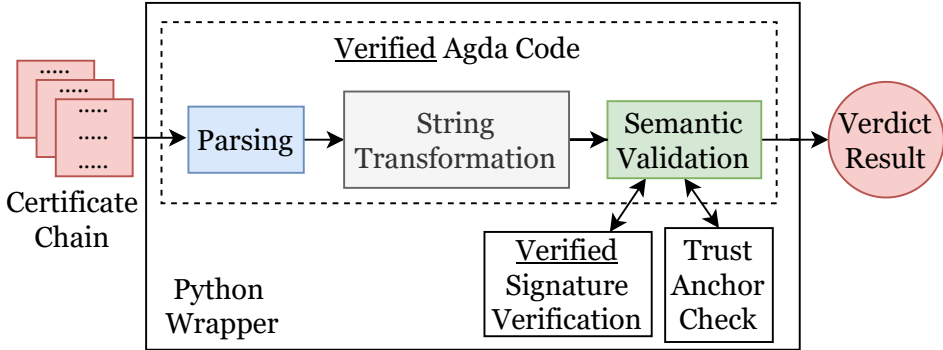 Verified Agda Code
.....
.....
.....
.....
.....
Certificate
Chain
Parsing
String
Transformation
Semantic
Validation
Verdict
Result
Verified
Signature
Verification
Trust
Anchor
Check
Python
Wrapper